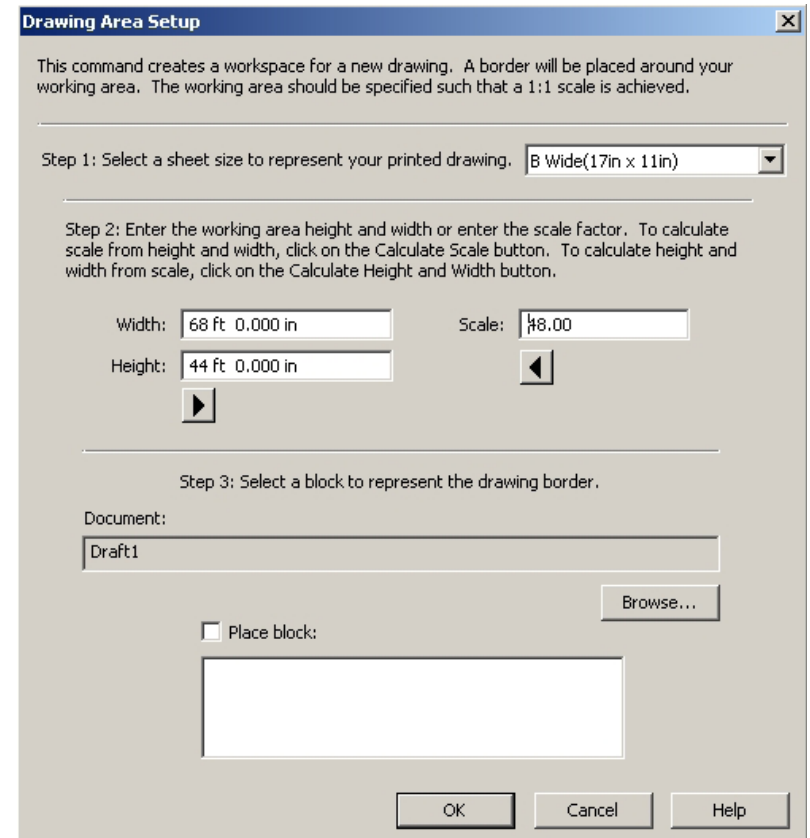 Drawing Area Setup
This command creates a workspace for a new drawing.  A border will be placed around your
working area.  The working area should be specified such that a 1:1 scale is achieved.
Step 1: Select a sheet size to represent your printed drawing. B Wide(17in x 11in)
Step 2: Enter the working area height and width or enter the scale factor.  To calculate
scale from height and width, click on the Calculate Scale button.  To calculate height and
width from scale, click on the Calculate Height and Width button.
Width: 68 ft  0.000 in Scale: 48.00
Height: 44 ft  0.000 in
Step 3: Select a block to represent the drawing border.
Document:
Draft1
Browse...
Place block:
OK Cancel Help